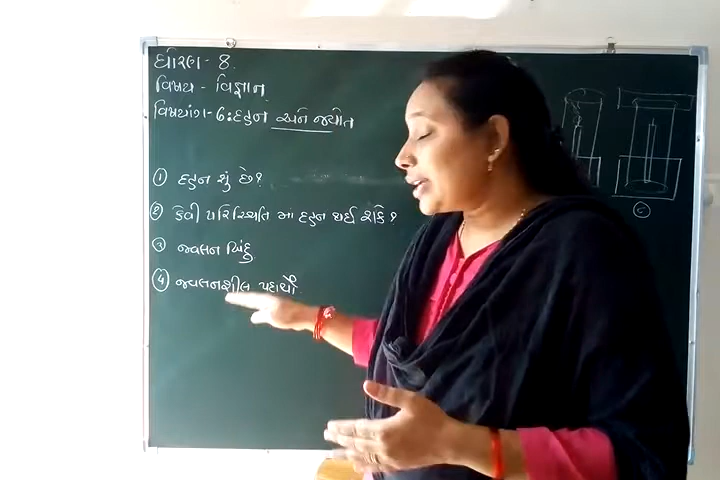 ધોરણ - 8.
વિષય - વિજ્ઞાન
વિષયાંગ - 6: દહન અને જ્યોત
① દહન શું છે?
② કેવી પરિસ્થિતિ માં દહન થઈ શકે?
③ જ્વલન બિંદુ
④ જ્વલનશીલ પદાર્થો.